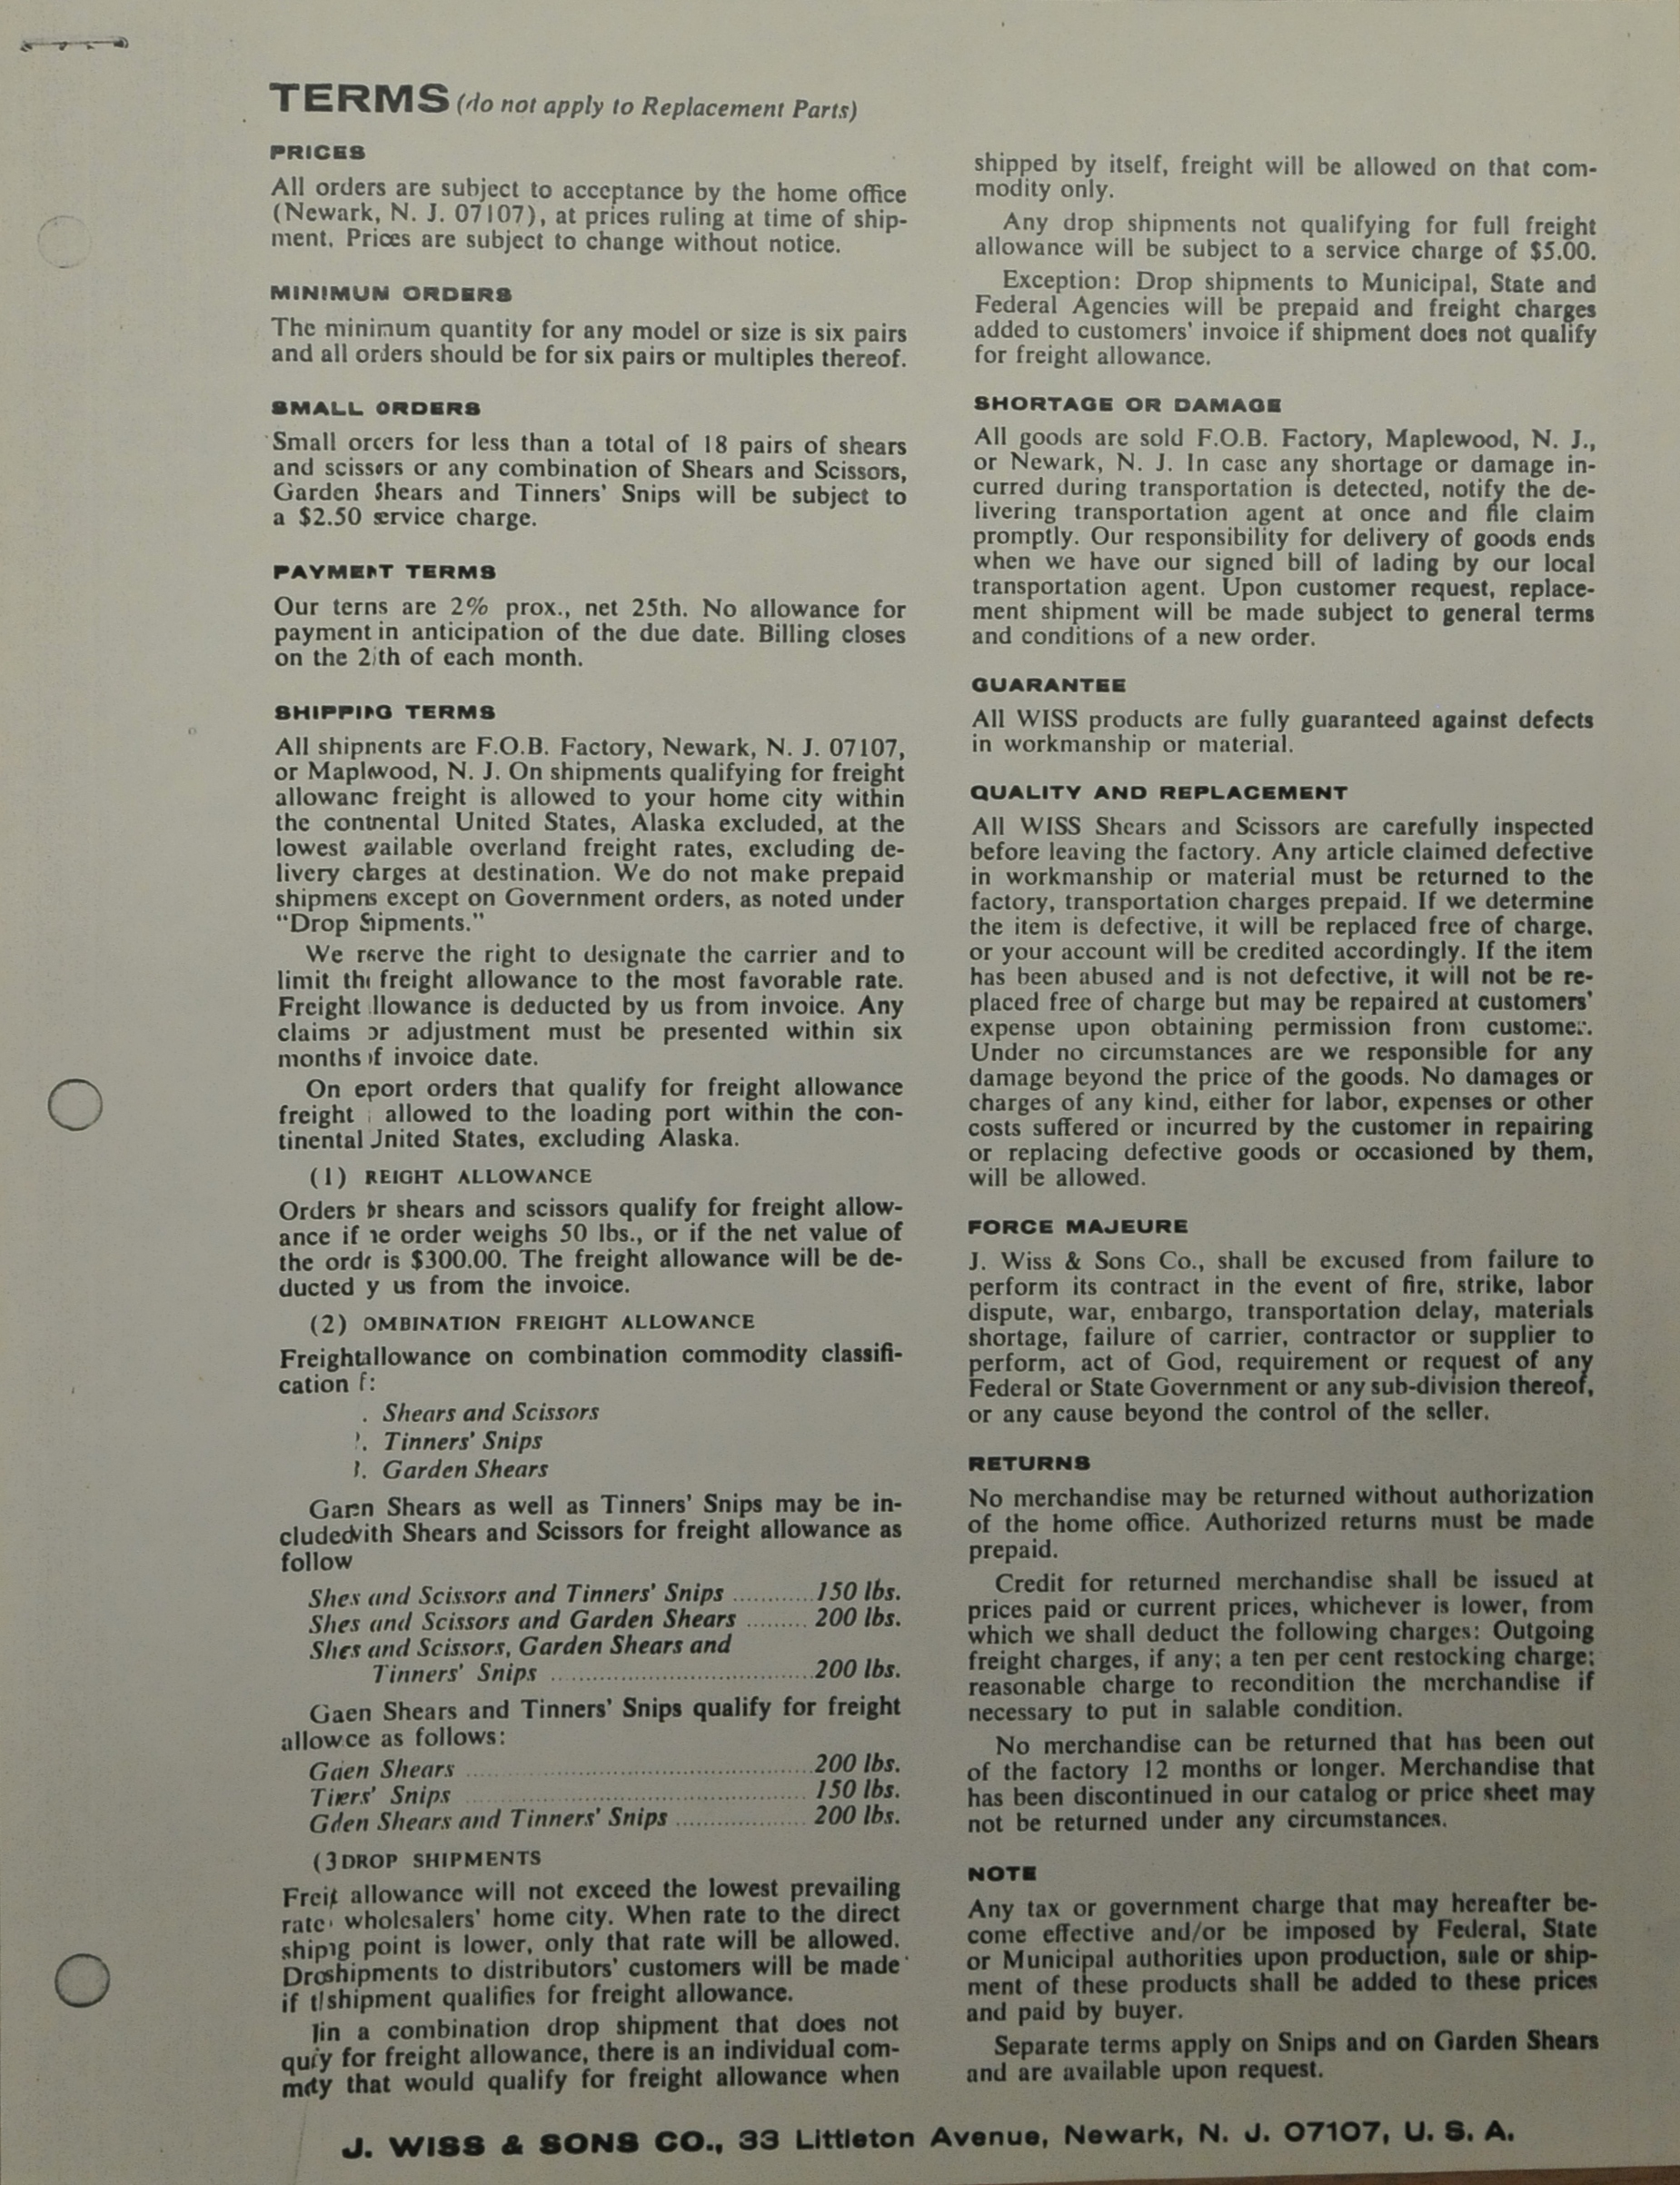 TERMS (do not apply to Replacement Parts)
PRICES
All orders are subject to acceptance by the home office
(Newark, N. J. 07107), at prices ruling at time of ship-
ment. Prices are subject to change without notice.
MINIMUM ORDERS
The minimum quantity for any model or size is six pairs
and all orders should be for six pairs or multiples thereof.
SMALL ORDERS
Small orcers for less than a total of 18 pairs of shears
and scissors or any combination of Shears and Scissors,
Garden Shears and Tinners' Snips will be subject to
a $2.50 service charge.
PAYMENT TERMS
Our terns are 2% prox., net 25th. No allowance for
payment in anticipation of the due date. Billing closes
on the of each month.
SHIPPING TERMS
All shipnents are F.O.B. Factory, Newark, N. J. 07107,
or Maplwood, N. J. On shipments qualifying for freight
allowanc freight is allowed to your home city within
the contnental United States, Alaska excluded, at the
lowest available overland freight rates, excluding de-
livery charges at destination. We do not make prepaid
shipmens except on Government orders, as noted under
"Drop Sipments."
We rserve the right to designate the carrier and to
limit the freight allowance to the most favorable rate.
Freight llowance is deducted by us from invoice. Any
claims or adjustment must be presented within six
months of invoice date.
On eport orders that qualify for freight allowance
freight allowed to the loading port within the con-
tinental United States, excluding Alaska.
(1) REIGHT ALLOWANCE
Orders br shears and scissors qualify for freight allow-
ance if 1e order weighs 50 lbs., or if the net value of
the ordr is $300.00. The freight allowance will be de-
ducted y us from the invoice.
(2) OMBINATION FREIGHT ALLOWANCE
Freight allowance on combination commodity classifi-
cation f:
. Shears and Scissors
2. Tinners' Snips
3. Garden Shears
Garen Shears as well as Tinners' Snips may be in-
cluded with Shears and Scissors for freight allowance as
follow
Shes and Scissors and Tinners' Snips ............150 lbs.
Shes and Scissors and Garden Shears ......... 200 lbs.
Shes and Scissors, Garden Shears and
Tinners' Snips ........................................200 lbs.
Gaen Shears and Tinners' Snips qualify for freight
allowce as follows:
Gaen Shears ....................................................200 lbs.
Tiers' Snips .................................................... 150 lbs.
Gden Shears and Tinners' Snips ................... 200 lbs.
(3 DROP SHIPMENTS
Freit allowance will not exceed the lowest prevailing
rate wholesalers' home city. When rate to the direct
shipig point is lower, only that rate will be allowed.
Droshipments to distributors' customers will be made
if t shipment qualifies for freight allowance.
in a combination drop shipment that does not
quify for freight allowance, there is an individual com-
mdty that would qualify for freight allowance when
shipped by itself, freight will be allowed on that com-
modity only.
Any drop shipments not qualifying for full freight
allowance will be subject to a service charge of $5.00.
Exception: Drop shipments to Municipal, State and
Federal Agencies will be prepaid and freight charges
added to customers' invoice if shipment does not qualify
for freight allowance.
SHORTAGE OR DAMAGE
All goods are sold F.O.B. Factory, Maplewood, N. J.,
or Newark, N. J. In case any shortage or damage in-
curred during transportation is detected, notify the de-
livering transportation agent at once and file claim
promptly. Our responsibility for delivery of goods ends
when we have our signed bill of lading by our local
transportation agent. Upon customer request, replace-
ment shipment will be made subject to general terms
and conditions of a new order.
GUARANTEE
All WISS products are fully guaranteed against defects
in workmanship or material.
QUALITY AND REPLACEMENT
All WISS Shears and Scissors are carefully inspected
before leaving the factory. Any article claimed defective
in workmanship or material must be returned to the
factory, transportation charges prepaid. If we determine
the item is defective, it will be replaced free of charge,
or your account will be credited accordingly. If the item
has been abused and is not defective, it will not be re-
placed free of charge but may be repaired at customers'
expense upon obtaining permission from customer.
Under no circumstances are we responsible for any
damage beyond the price of the goods. No damages or
charges of any kind, either for labor, expenses or other
costs suffered or incurred by the customer in repairing
or replacing defective goods or occasioned by them,
will be allowed.
FORCE MAJEURE
J. Wiss & Sons Co., shall be excused from failure to
perform its contract in the event of fire, strike, labor
dispute, war, embargo, transportation delay, materials
shortage, failure of carrier, contractor or supplier to
perform, act of God, requirement or request of any
Federal or State Government or any sub-division thereof,
or any cause beyond the control of the seller.
RETURNS
No merchandise may be returned without authorization
of the home office. Authorized returns must be made
prepaid.
Credit for returned merchandise shall be issued at
prices paid or current prices, whichever is lower, from
which we shall deduct the following charges: Outgoing
freight charges, if any; a ten per cent restocking charge;
reasonable charge to recondition the merchandise if
necessary to put in salable condition.
No merchandise can be returned that has been out
of the factory 12 months or longer. Merchandise that
has been discontinued in our catalog or price sheet may
not be returned under any circumstances.
NOTE
Any tax or government charge that may hereafter be-
come effective and/or be imposed by Federal, State
or Municipal authorities upon production, sale or ship-
ment of these products shall be added to these prices
and paid by buyer.
Separate terms apply on Snips and on Garden Shears
and are available upon request.
J. WISS & SONS CO., 33 Littleton Avenue, Newark, N. J. 07107, U. S. A.